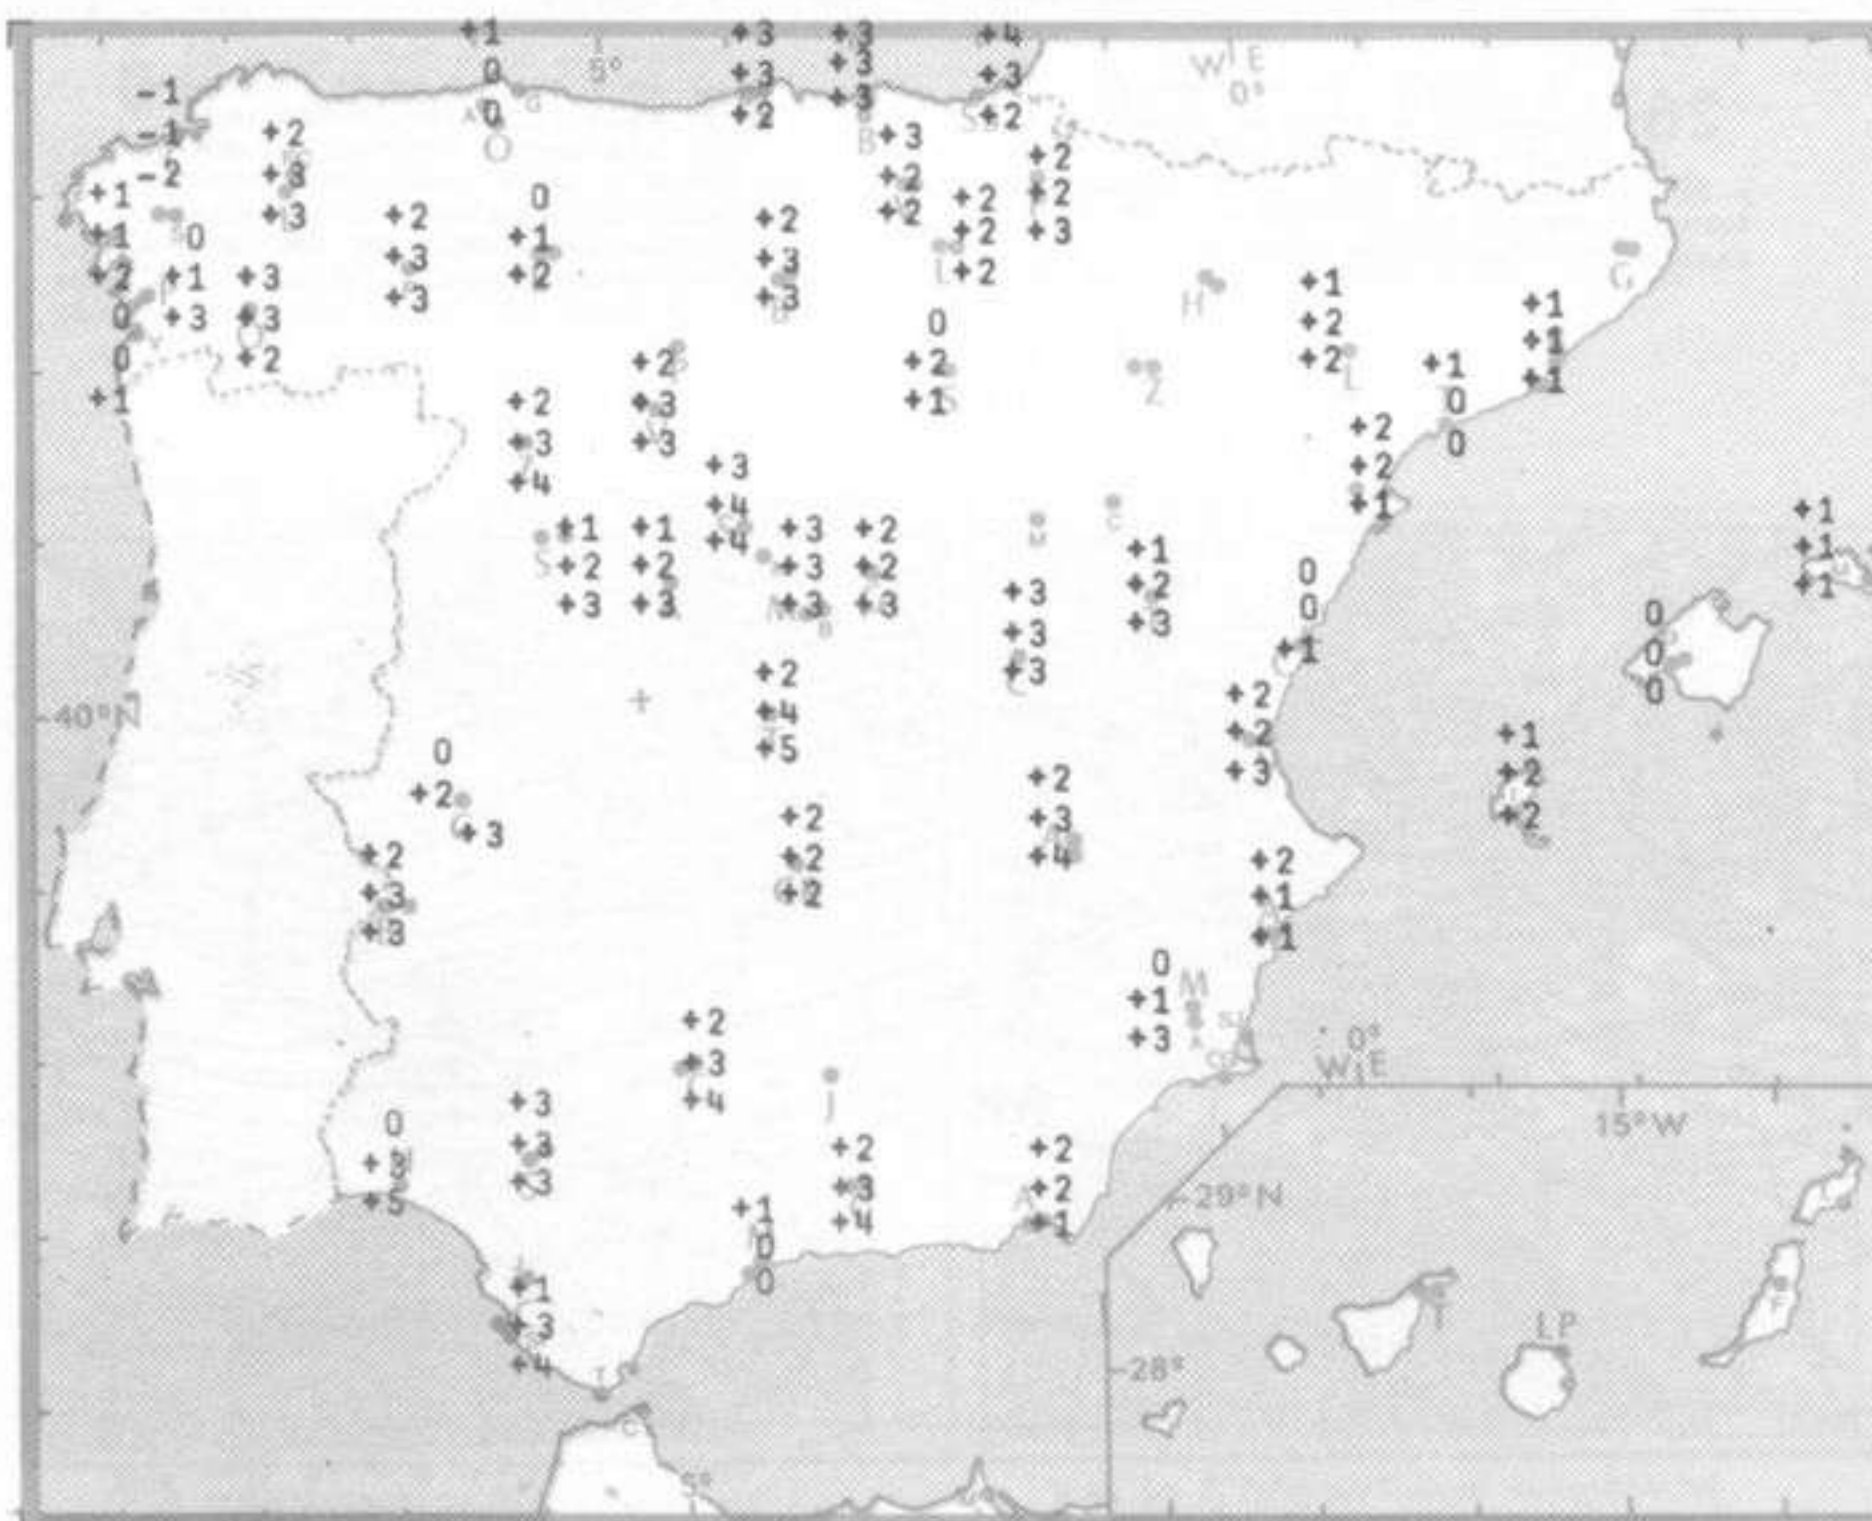 +1 +3 +3 +4
0 5° +3 +3 +3 W E
-1 +3 0°
A 0 G +2 B +2
-1 +2 O +3 +2
-2 +3 0 +2 +2 +2
+1 +3 +2 +2 +2 +2 +3
+1 0 +1 +2
+2 +1 +3 +3 +2 +3 L +2 H +1 G
0 +3 +3 +3 +3 0 +2 +1
0 +2 +2 +2 Z +2 +1 +1
+1 +2 +3 +1 0 +1
+3 +3 +2 0
+4 +3 +2
+4 +1 +1
S +1 +1 +4 +3 +2 C +1 0 +1
+2 +2 +3 +2 +3 +2 0 +1
+3 +3 +3 +3 +3 +3 0
+2 +3 +1 0
40°N +4 +2 0
0 +5 +2 +1
+2 +2 +3 +2
+3 +2 +3 +2
+2 +2 +4 +2
+3 +2 +1
+3 +1
0 M
+2 +1
+3 +3 0°
+4 J W E
0 +3 15°W
+3 +2 +2
+3 +3 +3 A +2 29°N
+5 +1 +4 +1
0
+1 0
+3 T LP F
+4 T 28°
C
5°